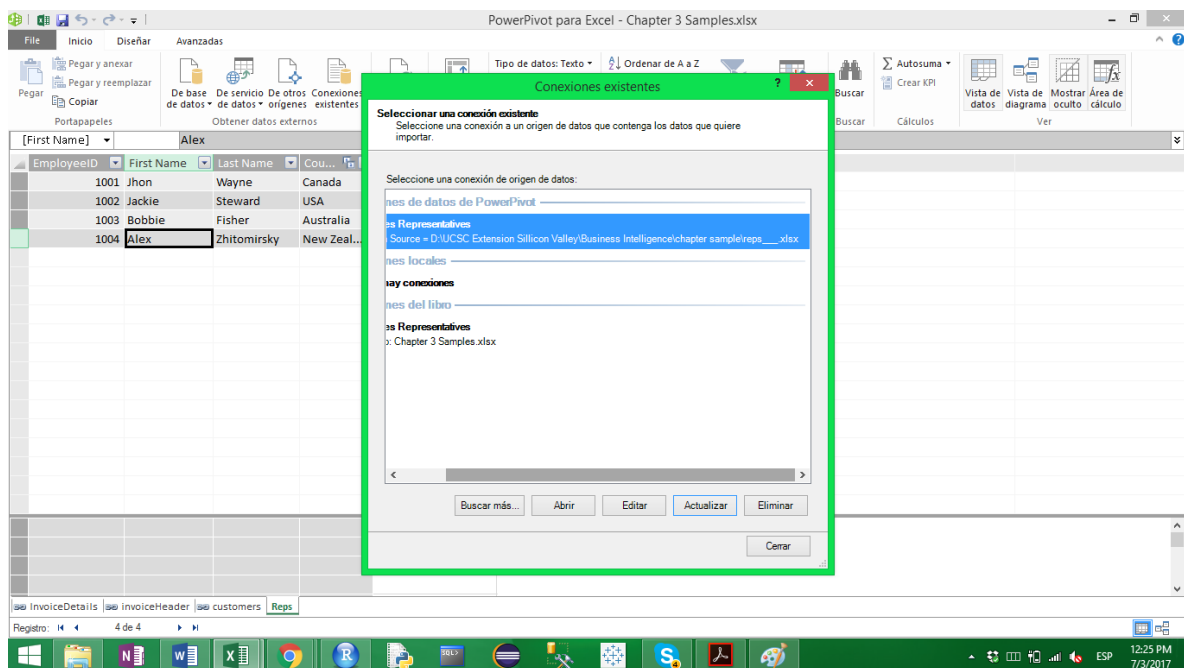 PowerPivot para Excel - Chapter 3 Samples.xlsx
File Inicio Diseñar Avanzadas
Pegar
Pegar y anexar
Pegar y reemplazar
Copiar
Portapapeles
De base de datos
De servicio de datos
De otros orígenes
Conexiones existentes
Obtener datos externos
Tipo de datos: Texto
Ordenar de A a Z
Buscar
Buscar
Autosuma
Crear KPI
Cálculos
Vista de datos
Vista de diagrama
Mostrar oculto
Área de cálculo
Ver
[First Name] Alex
EmployeeID First Name Last Name Cou...
1001 Jhon Wayne Canada
1002 Jackie Steward USA
1003 Bobbie Fisher Australia
1004 Alex Zhitomirsky New Zeal...
Conexiones existentes ?
Seleccionar una conexión existente
Seleccione una conexión a un origen de datos que contenga los datos que quiere
importar.
Seleccione una conexión de origen de datos:
nes de datos de PowerPivot
es Representatives
Source = D:\UCSC Extension Sillicon Valley\Business Intelligence\chapter sample\reps___.xlsx
nes locales
hay conexiones
nes del libro
es Representatives
o: Chapter 3 Samples.xlsx
Buscar más... Abrir Editar Actualizar Eliminar
Cerrar
InvoiceDetails invoiceHeader customers Reps
Registro: 4 de 4
ESP
12:25 PM
7/3/2017